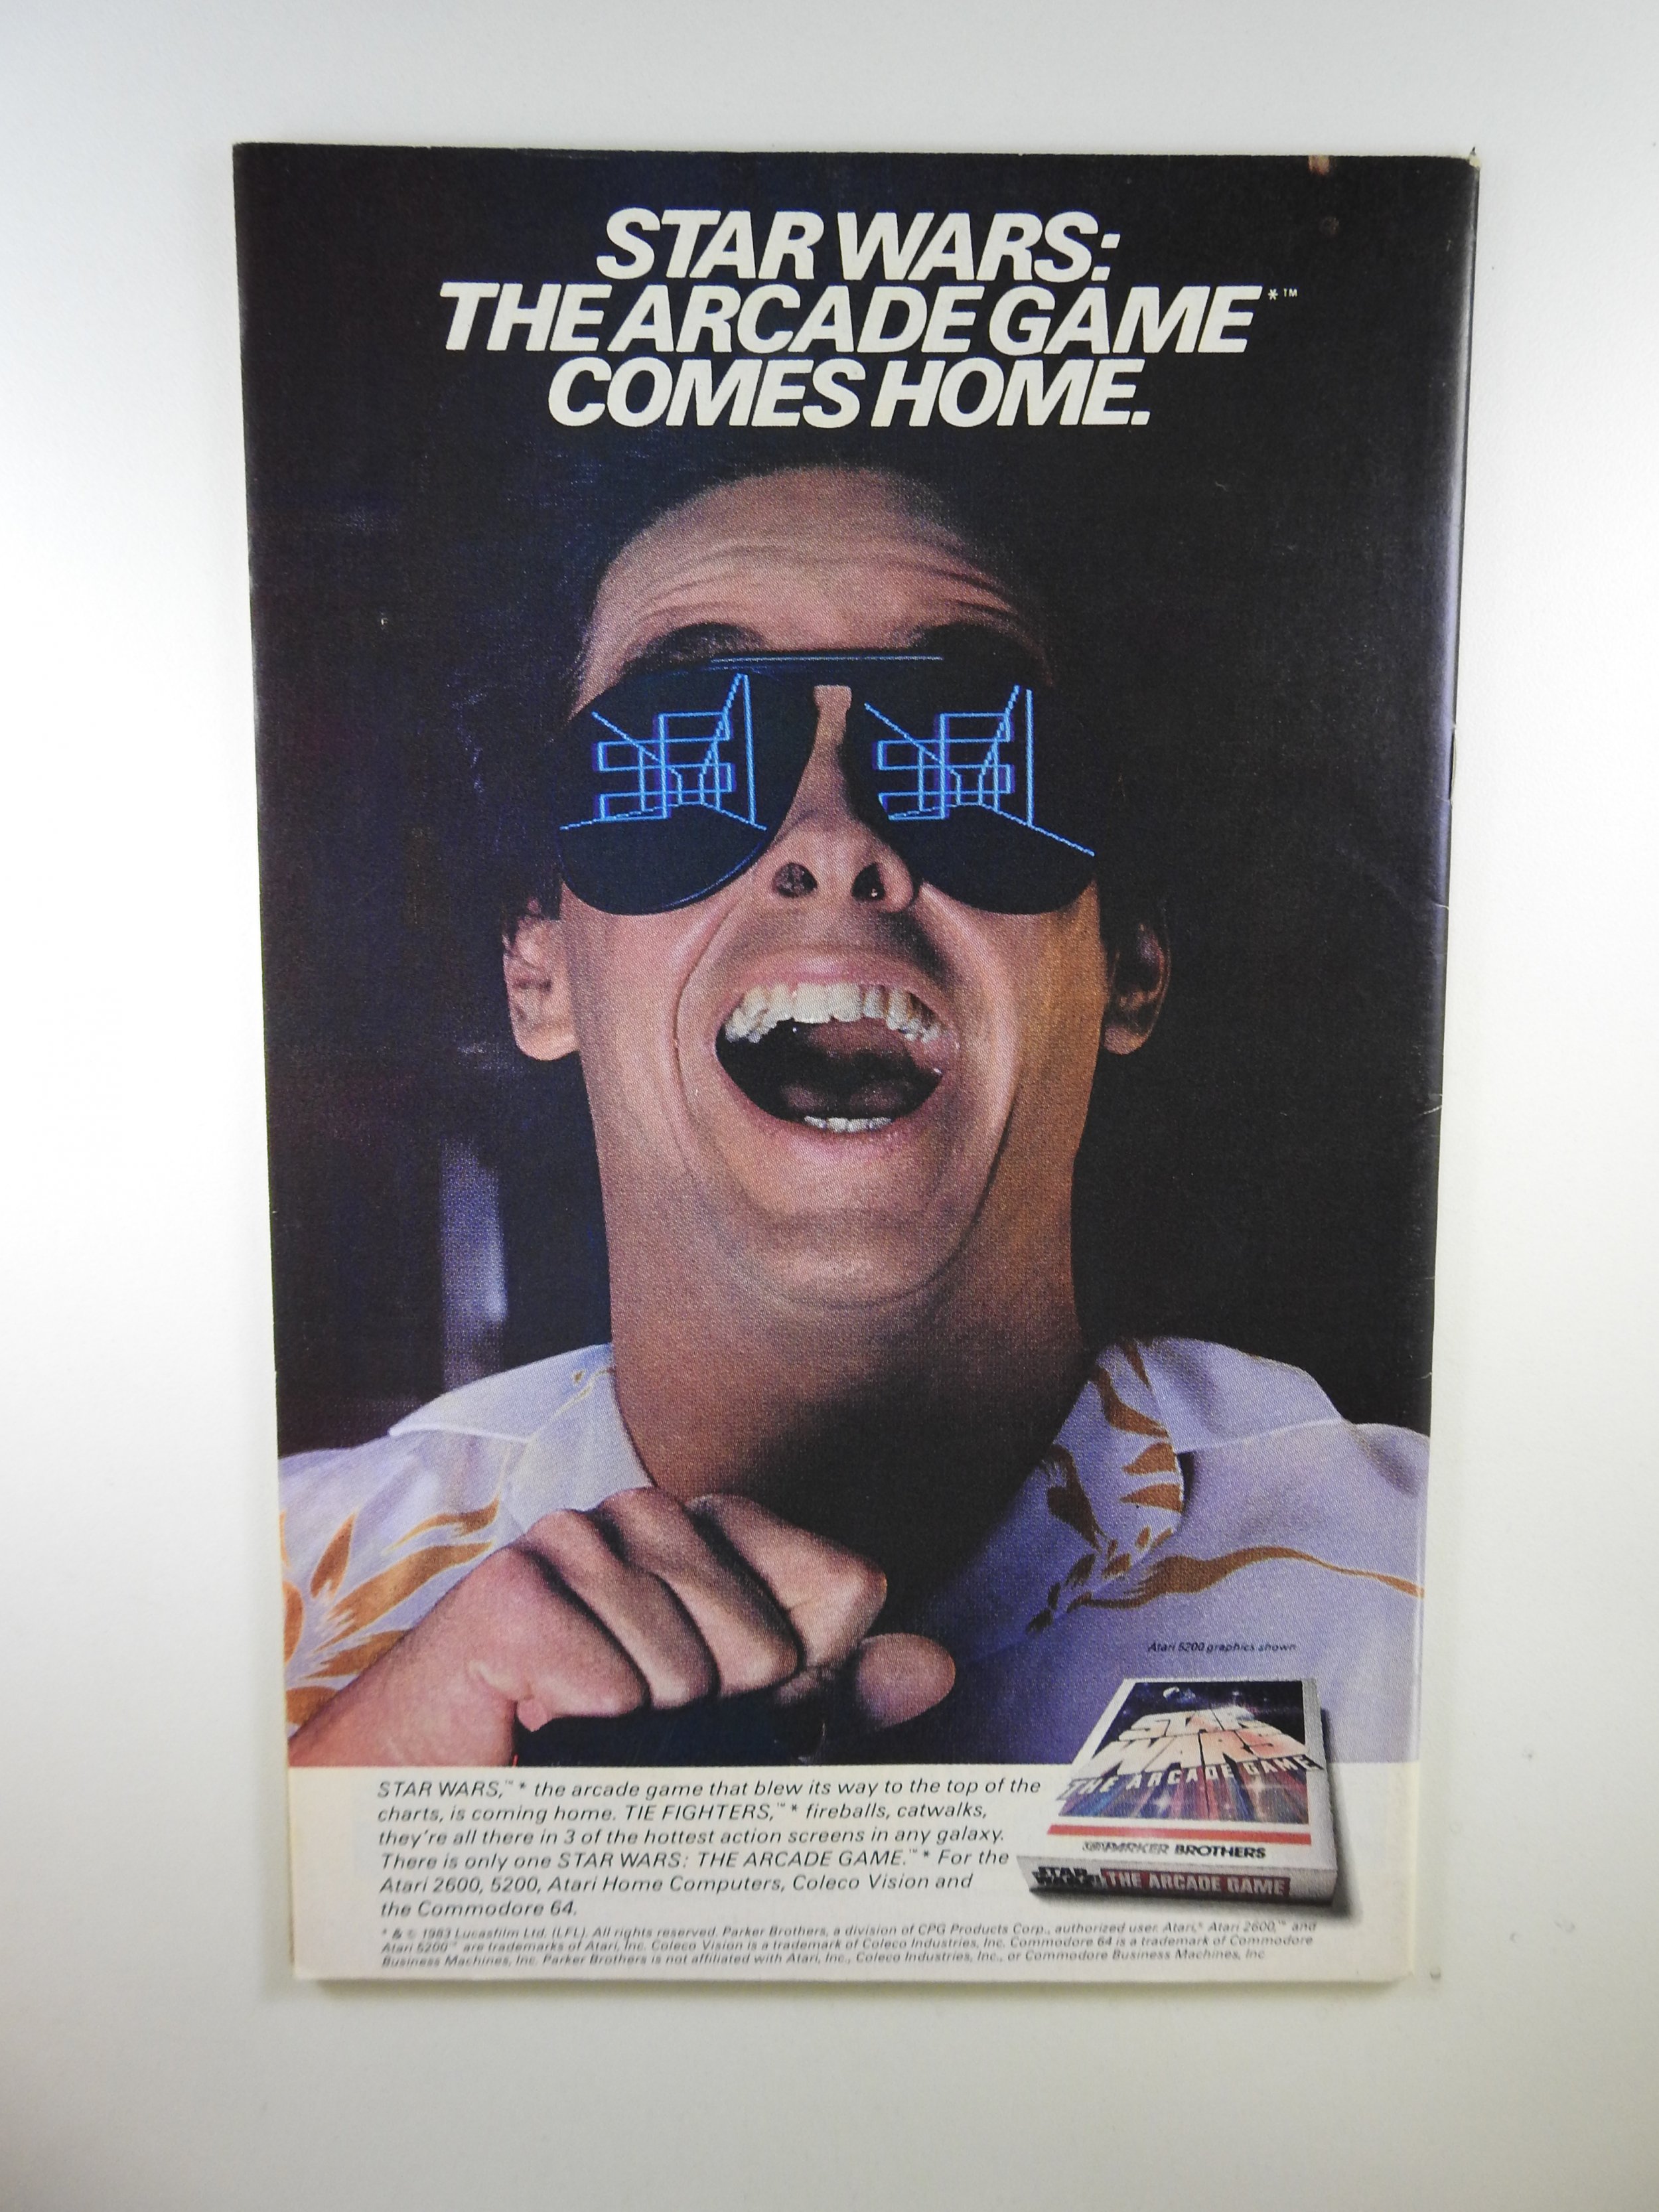 STAR WARS:
THE ARCADE GAME*™
COMES HOME.
Atari 5200 graphics shown
STAR WARS
THE ARCADE GAME
PARKER BROTHERS
STAR WARS THE ARCADE GAME
STAR WARS,™* the arcade game that blew its way to the top of the
charts, is coming home. TIE FIGHTERS,™* fireballs, catwalks,
they're all there in 3 of the hottest action screens in any galaxy.
There is only one STAR WARS: THE ARCADE GAME.™* For the
Atari 2600, 5200, Atari Home Computers, Coleco Vision and
the Commodore 64.
* & © 1983 Lucasfilm Ltd. (LFL). All rights reserved. Parker Brothers, a division of CPG Products Corp., authorized user. Atari,® Atari 2600,™ and
Atari 5200™ are trademarks of Atari, Inc. Coleco Vision is a trademark of Coleco Industries, Inc. Commodore 64 is a trademark of Commodore
Business Machines, Inc. Parker Brothers is not affiliated with Atari, Inc., Coleco Industries, Inc., or Commodore Business Machines, Inc.